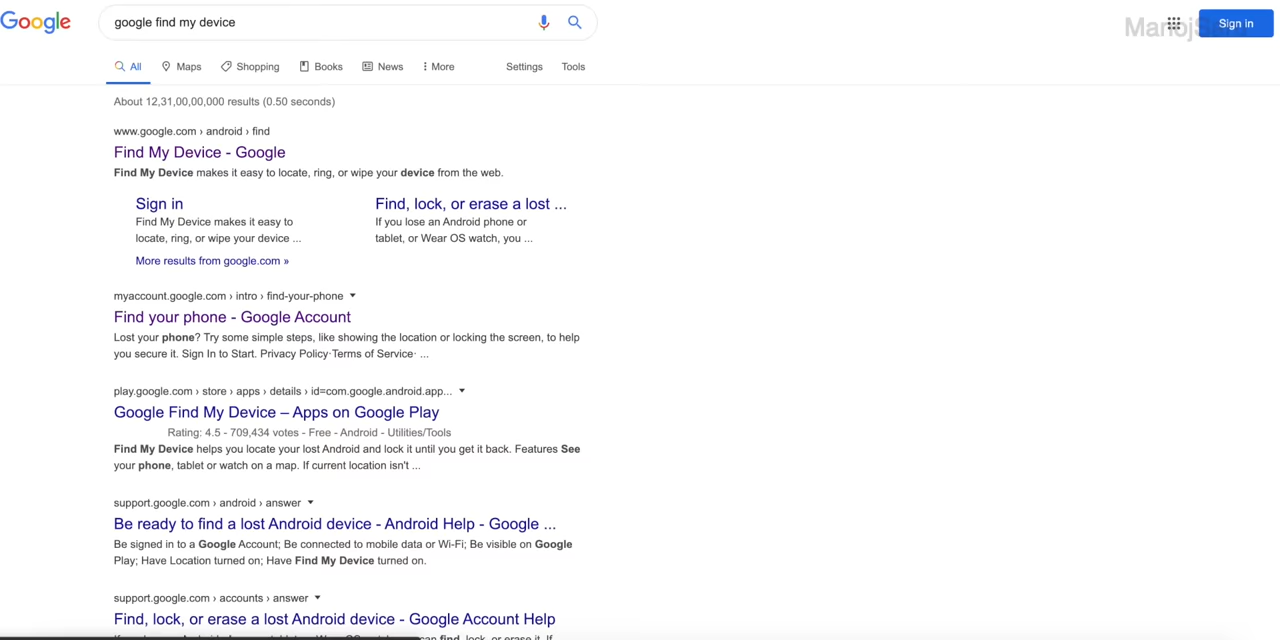 Google
google find my device
Sign in
All
Maps
Shopping
Books
News
More
Settings
Tools
About 12,31,00,00,000 results (0.50 seconds)
www.google.com › android › find
Find My Device - Google
Find My Device makes it easy to locate, ring, or wipe your device from the web.
Sign in
Find My Device makes it easy to
locate, ring, or wipe your device ...
Find, lock, or erase a lost ...
If you lose an Android phone or
tablet, or Wear OS watch, you ...
More results from google.com »
myaccount.google.com › intro › find-your-phone
Find your phone - Google Account
Lost your phone? Try some simple steps, like showing the location or locking the screen, to help
you secure it. Sign In to Start. Privacy Policy·Terms of Service· ...
play.google.com › store › apps › details › id=com.google.android.app...
Google Find My Device – Apps on Google Play
Rating: 4.5 - 709,434 votes - Free - Android - Utilities/Tools
Find My Device helps you locate your lost Android and lock it until you get it back. Features See
your phone, tablet or watch on a map. If current location isn't ...
support.google.com › android › answer
Be ready to find a lost Android device - Android Help - Google ...
Be signed in to a Google Account; Be connected to mobile data or Wi-Fi; Be visible on Google
Play; Have Location turned on; Have Find My Device turned on.
support.google.com › accounts › answer
Find, lock, or erase a lost Android device - Google Account Help
can find, lock, or erase it. If